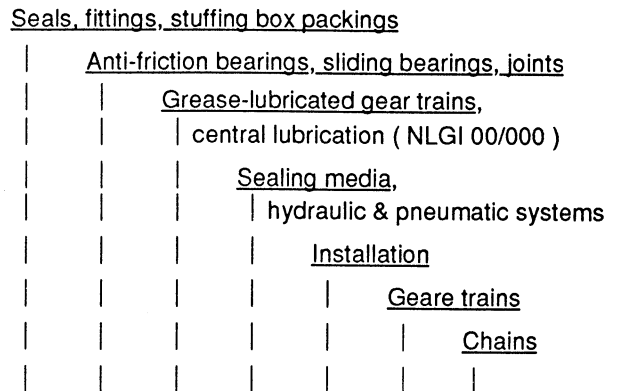 Seals, fittings, stuffing box packings
Anti-friction bearings, sliding bearings, joints
Grease-lubricated gear trains,
central lubrication ( NLGI 00/000 )
Sealing media,
hydraulic & pneumatic systems
Installation
Geare trains
Chains